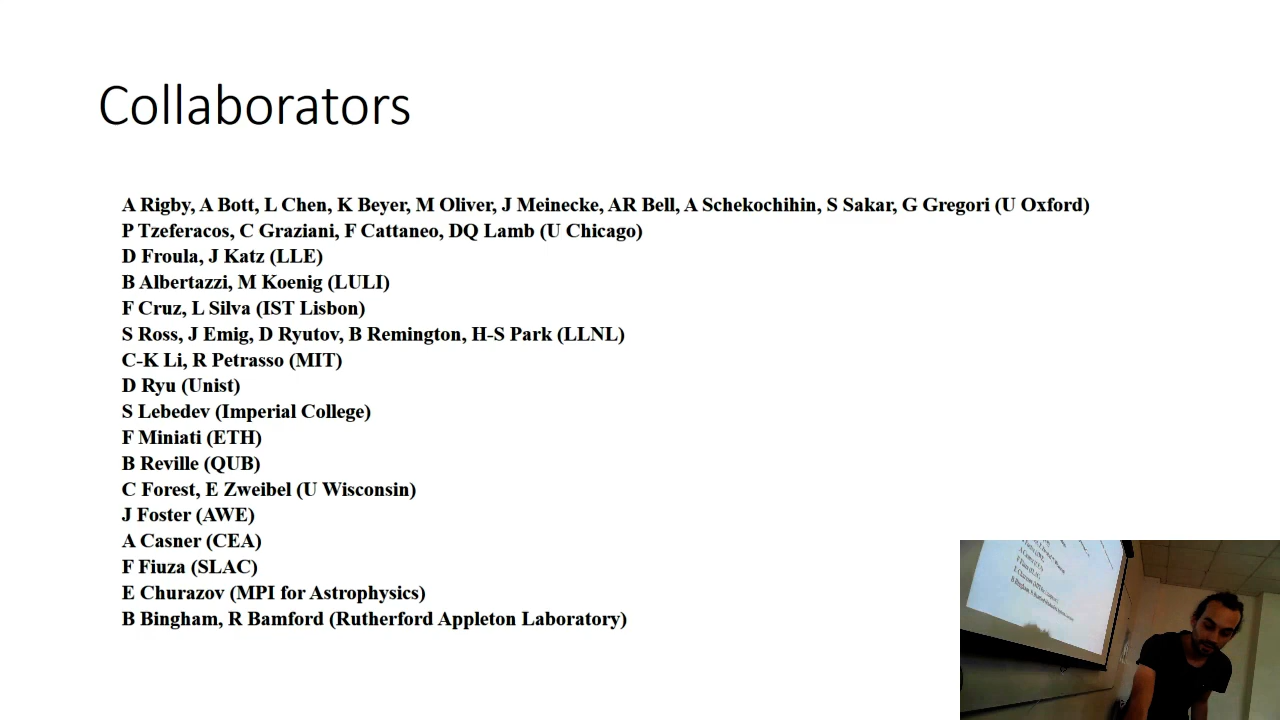 Collaborators
A Rigby, A Bott, L Chen, K Beyer, M Oliver, J Meinecke, AR Bell, A Schekochihin, S Sakar, G Gregori (U Oxford)
P Tzeferacos, C Graziani, F Cattaneo, DQ Lamb (U Chicago)
D Froula, J Katz (LLE)
B Albertazzi, M Koenig (LULI)
F Cruz, L Silva (IST Lisbon)
S Ross, J Emig, D Ryutov, B Remington, H-S Park (LLNL)
C-K Li, R Petrasso (MIT)
D Ryu (Unist)
S Lebedev (Imperial College)
F Miniati (ETH)
B Reville (QUB)
C Forest, E Zweibel (U Wisconsin)
J Foster (AWE)
A Casner (CEA)
F Fiuza (SLAC)
E Churazov (MPI for Astrophysics)
B Bingham, R Bamford (Rutherford Appleton Laboratory)